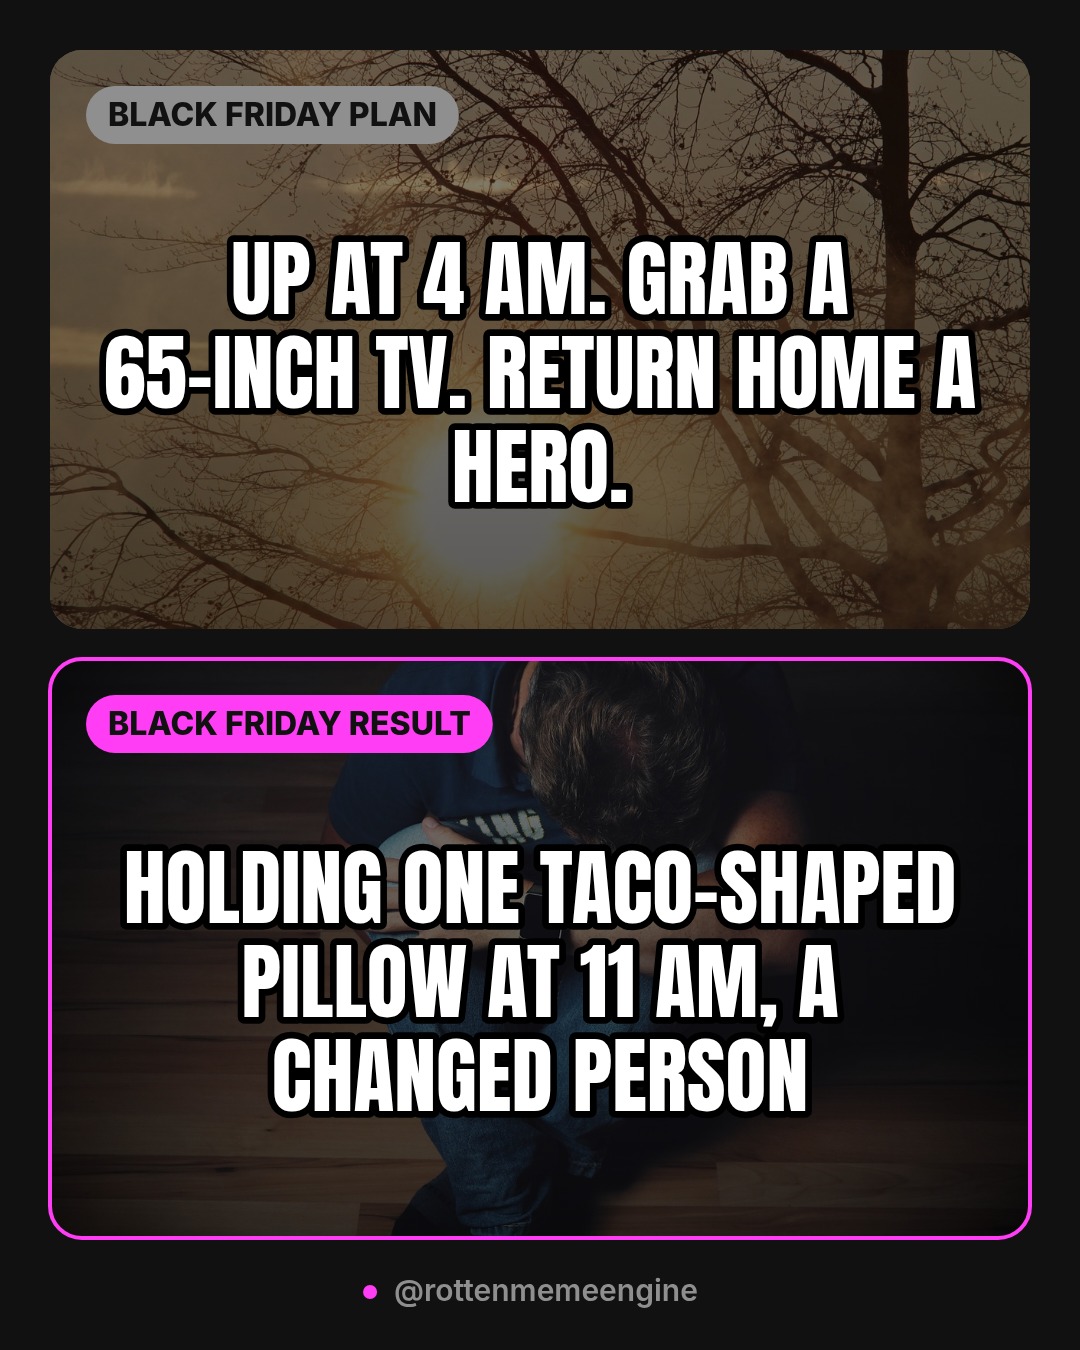 BLACK FRIDAY PLAN
UP AT 4 AM. GRAB A
65-INCH TV. RETURN HOME A
HERO.
BLACK FRIDAY RESULT
HOLDING ONE TACO-SHAPED
PILLOW AT 11 AM, A
CHANGED PERSON
@rottenmemeengine